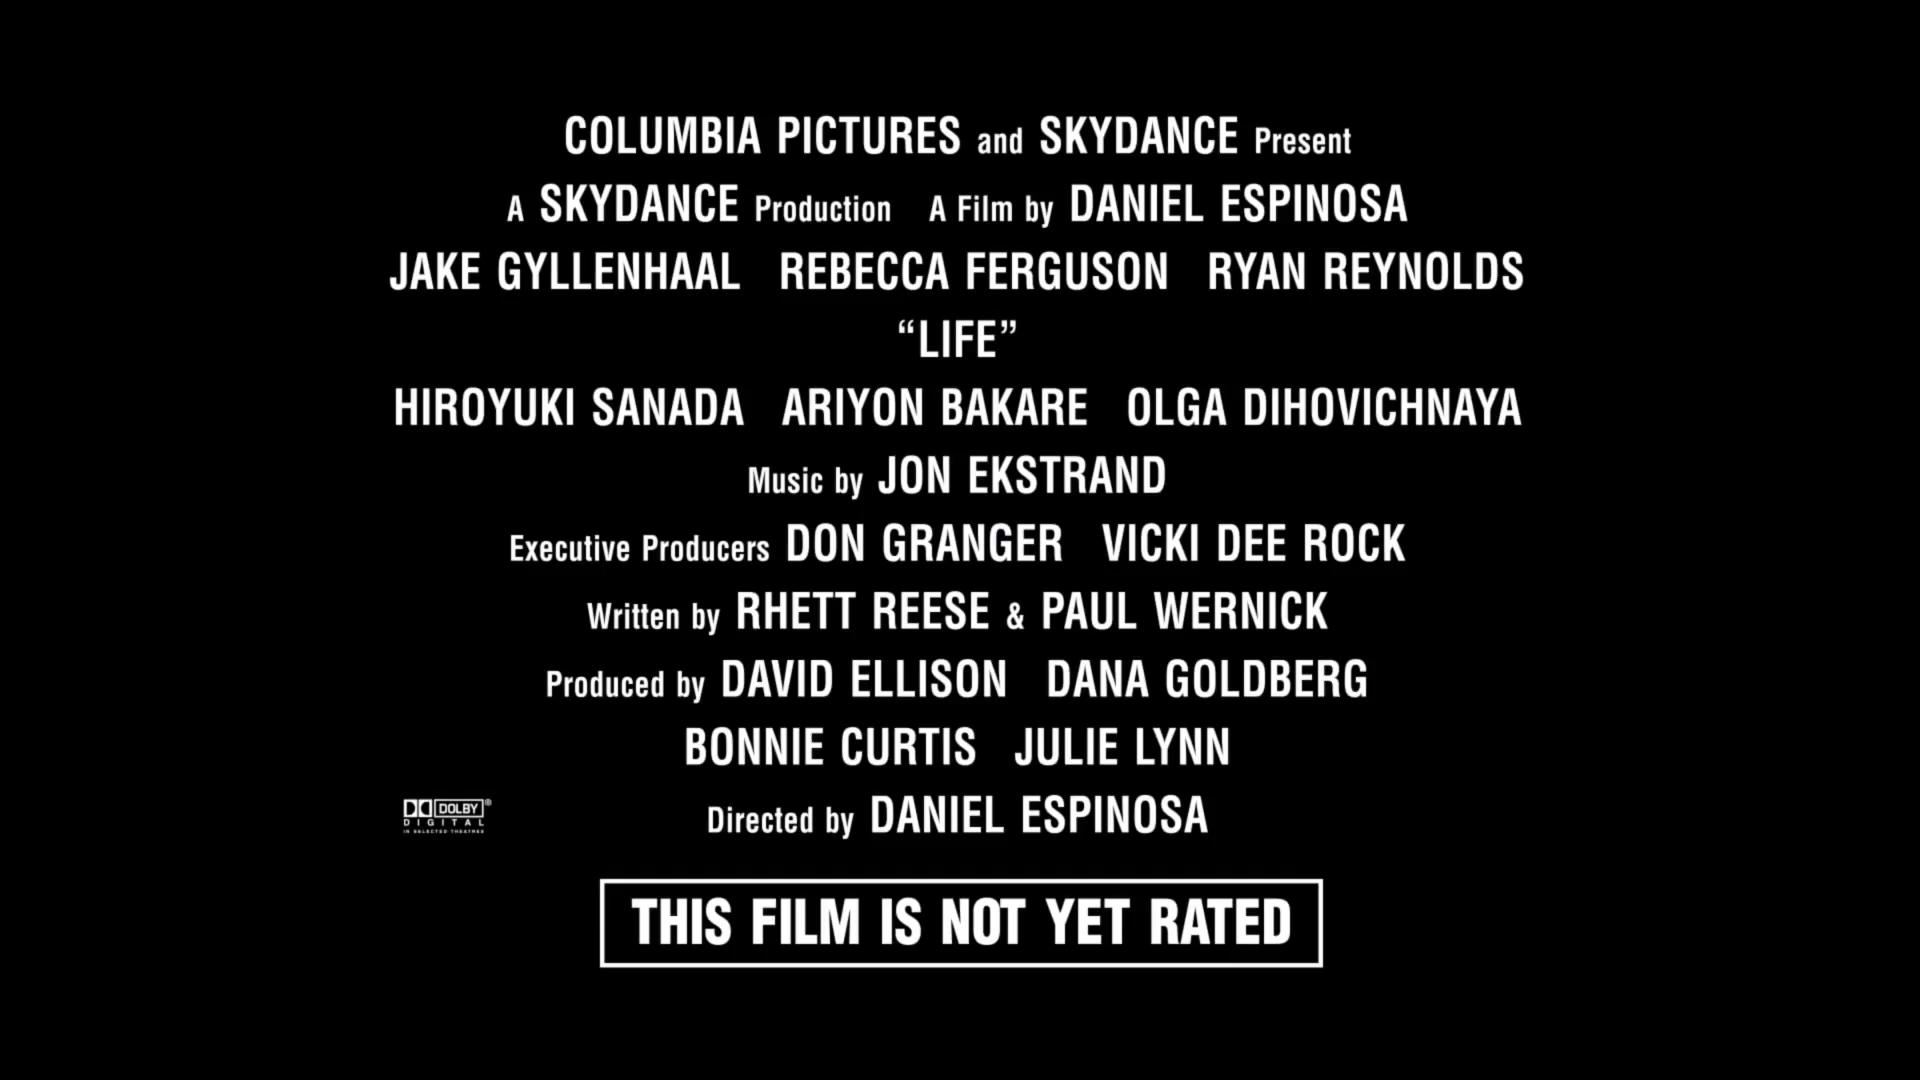 COLUMBIA PICTURES and SKYDANCE Present
A SKYDANCE Production A Film by DANIEL ESPINOSA
JAKE GYLLENHAAL REBECCA FERGUSON RYAN REYNOLDS
“LIFE”
HIROYUKI SANADA ARIYON BAKARE OLGA DIHOVICHNAYA
Music by JON EKSTRAND
Executive Producers DON GRANGER VICKI DEE ROCK
Written by RHETT REESE & PAUL WERNICK
Produced by DAVID ELLISON DANA GOLDBERG
BONNIE CURTIS JULIE LYNN
Directed by DANIEL ESPINOSA
DOLBY®
DIGITAL
IN SELECTED THEATRES
THIS FILM IS NOT YET RATED